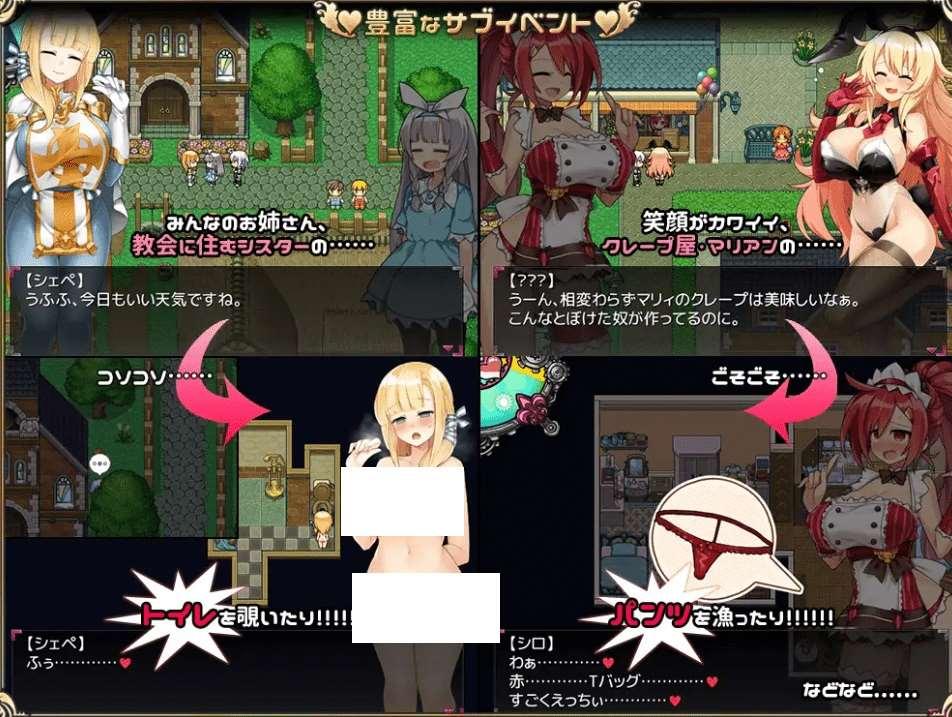 豊富なサブイベント
みんなのお姉さん、
教会に住むシスターの……
【シェペ】
うふふ、今日もいい天気ですね。
笑顔がカワイイ、
クレープ屋・マリアンの……
【???】
うーん、相変わらずマリィのクレープは美味しいなぁ。
こんなとぼけた奴が作ってるのに。
コソコソ……
トイレを覗いたり!!!!!
【シェペ】
ふぅ…………♥
ごそごそ……
パンツを漁ったり!!!!!!
【シロ】
わぁ…………♥
赤…………Tバッグ…………♥
すごくえっちぃ…………♥
などなど……